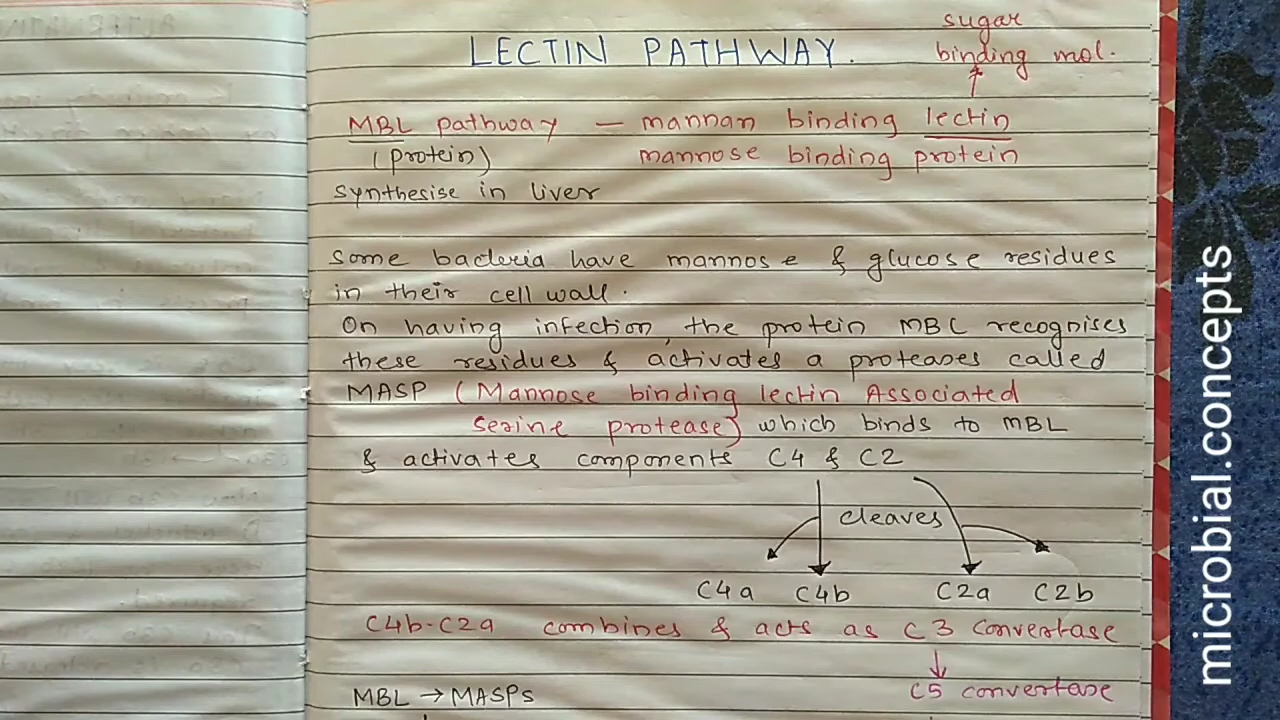 sugar
binding mol.
LECTIN PATHWAY.
MBL pathway — mannan binding lectin
(protein) mannose binding protein
synthesise in liver
Some bacteria have mannose & glucose residues
in their cell wall.
On having infection, the protein MBC recognises
these residues & activates a proteases called
MASP (Mannose binding lectin Associated
Serine protease) which binds to MBL
& activates components C4 & C2
cleaves
C4a C4b C2a C2b
C4b-C2a combines & acts as C3 convertase
MBL → MASPs
C5 convertase
microbial.concepts